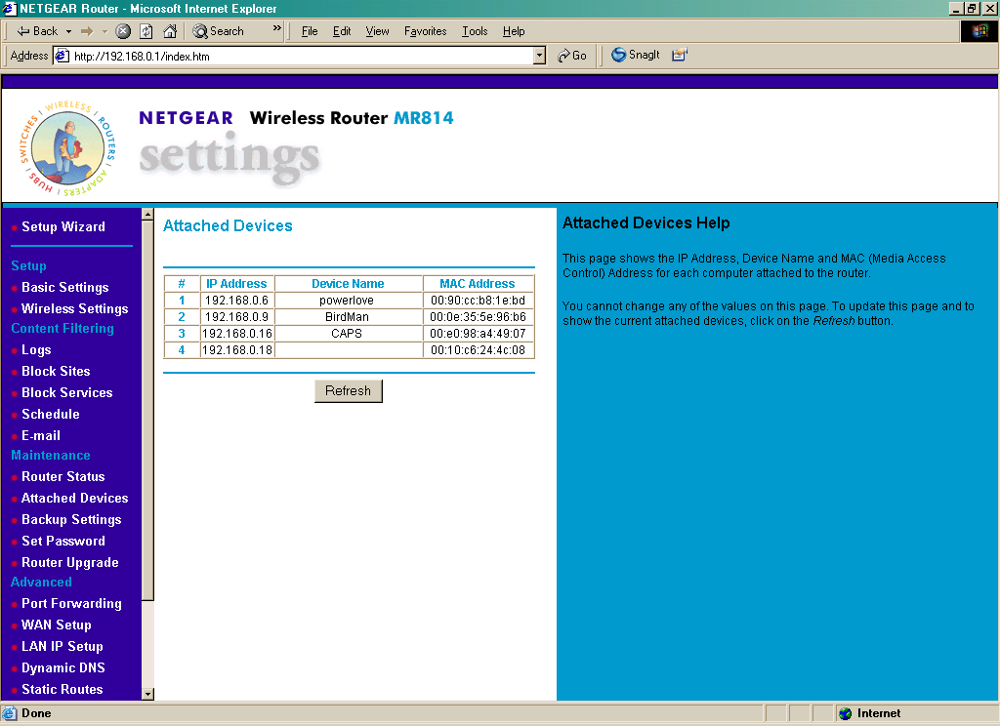 NETGEAR Router - Microsoft Internet Explorer
Back Search » File Edit View Favorites Tools Help
Address http://192.168.0.1/index.htm Go SnagIt
SWITCHES | WIRELESS | ROUTERS | ADAPTERS | HUBS |
NETGEAR Wireless Router MR814
settings
Setup Wizard
Setup
Basic Settings
Wireless Settings
Content Filtering
Logs
Block Sites
Block Services
Schedule
E-mail
Maintenance
Router Status
Attached Devices
Backup Settings
Set Password
Router Upgrade
Advanced
Port Forwarding
WAN Setup
LAN IP Setup
Dynamic DNS
Static Routes
Attached Devices
# IP Address Device Name MAC Address
1 192.168.0.6 powerlove 00:90:cc:b8:1e:bd
2 192.168.0.9 BirdMan 00:0e:35:5e:96:b6
3 192.168.0.16 CAPS 00:e0:98:a4:49:07
4 192.168.0.18 00:10:c6:24:4c:08
Refresh
Attached Devices Help
This page shows the IP Address, Device Name and MAC (Media Access
Control) Address for each computer attached to the router.
You cannot change any of the values on this page. To update this page and to
show the current attached devices, click on the Refresh button.
Done Internet